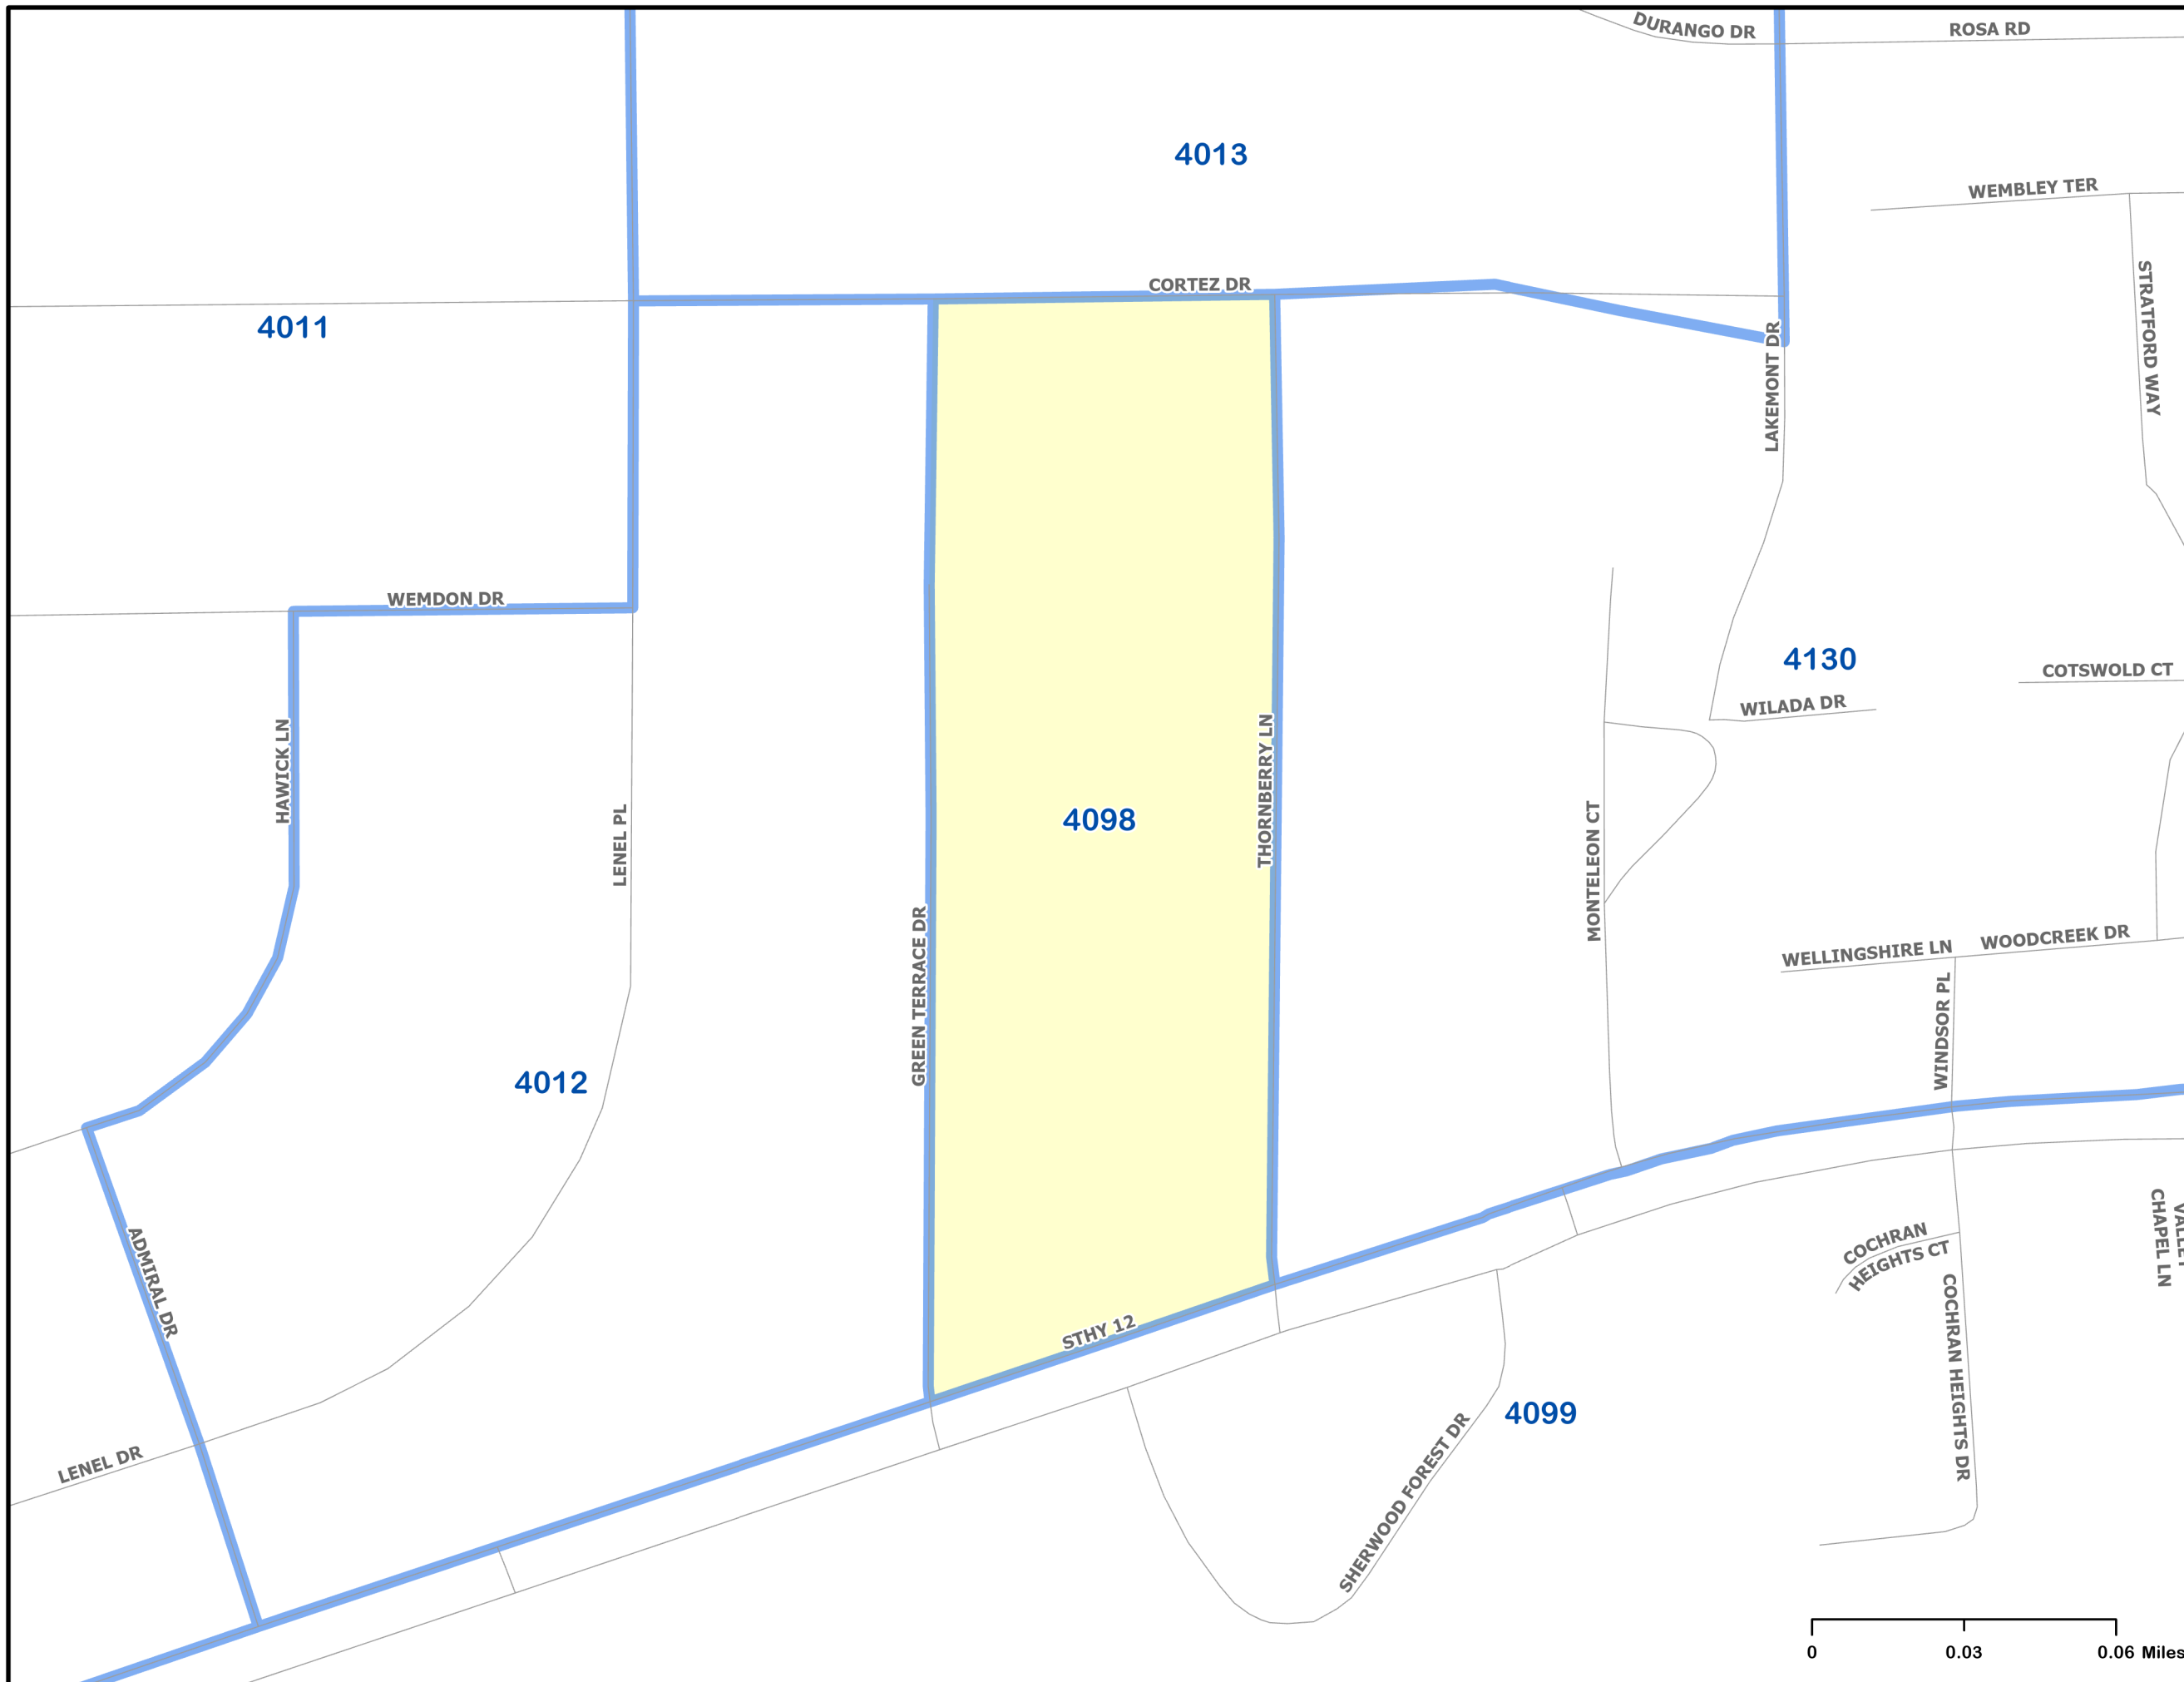 DURANGO DR
ROSA RD
4013
WEMBLEY TER
STRATFORD WAY
CORTEZ DR
4011
LAKEMONT DR
WEMDON DR
4130
COTSWOLD CT
WILADA DR
HAWICK LN
LENEL PL
THORNBERRY LN
4098
MONTELEON CT
GREEN TERRACE DR
WELLINGSHIRE LN
WOODCREEK DR
WINDSOR PL
4012
ADMIRAL DR
STHY 12
COCHRAN
HEIGHTS CT
CHAPEL LN
COCHRAN HEIGHTS DR
4099
SHERWOOD FOREST DR
LENEL DR
0 0.03 0.06 Miles